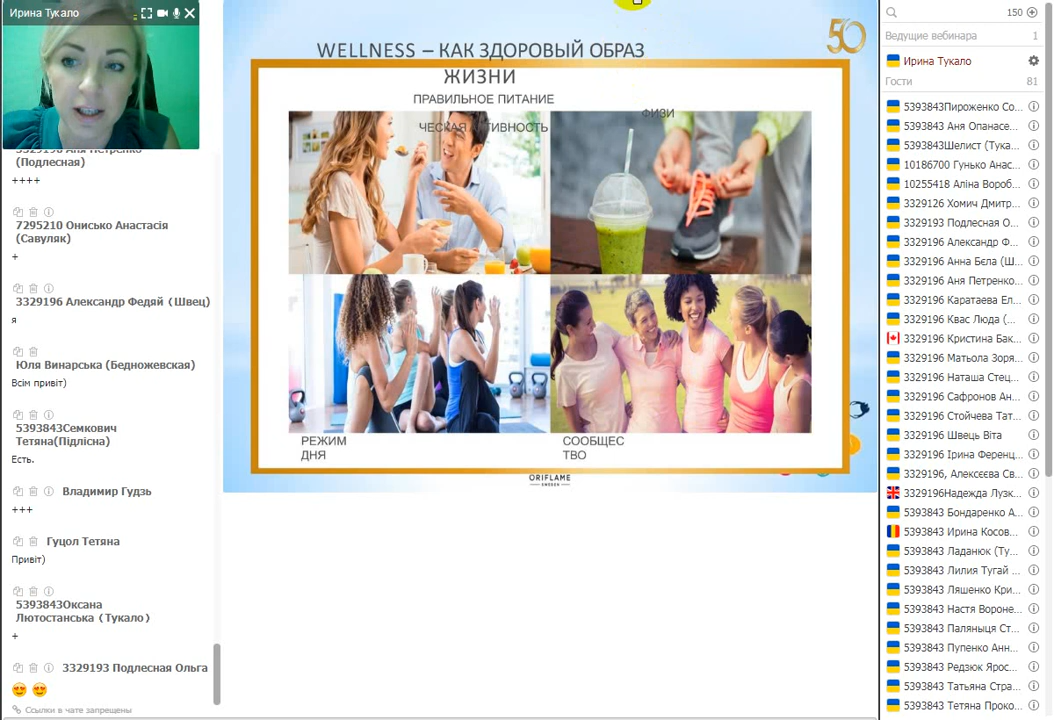 Ирина Тукало
3329196 Аня Петренко
(Подлесная)
++++
7295210 Онисько Анастасія
(Савуляк)
+
3329196 Александр Федяй (Швец)
я
Юля Винарська (Бедножевская)
Всім привіт)
5393843Семкович
Тетяна(Підлісна)
Есть.
Владимир Гудзь
+++
Гуцол Тетяна
Привіт)
5393843Оксана
Лютостанська (Тукало)
+
3329193 Подлесная Ольга
Ссылки в чате запрещены
50
WELLNESS – КАК ЗДОРОВЫЙ ОБРАЗ
ЖИЗНИ
ПРАВИЛЬНОЕ ПИТАНИЕ
ФИЗИ
ЧЕСКАЯ АКТИВНОСТЬ
РЕЖИМ
ДНЯ
СООБЩЕС
ТВО
ORIFLAME
SWEDEN
150
Ведущие вебинара 1
Ирина Тукало
Гости 81
5393843Пироженко Со...
5393843 Аня Опанасе...
5393843Шелист (Тука...
10186700 Гунько Анас...
10255418 Аліна Вороб...
3329126 Хомич Дмитр...
3329193 Подлесная О...
3329196 Александр Ф...
3329196 Анна Бєла (Ш...
3329196 Аня Петренко...
3329196 Каратаева Ел...
3329196 Квас Люда (...
3329196 Кристина Бак...
3329196 Матьола Зоря...
3329196 Наташа Стец...
3329196 Сафронов Ан...
3329196 Стойчева Тат...
3329196 Швець Віта
3329196 Ірина Ференц...
3329196, Алексеєва Св...
3329196Надежда Лузк...
5393843 Бондаренко А...
5393843 Ирина Косов...
5393843 Ладанюк (Ту...
5393843 Лилия Тугай ...
5393843 Ляшенко Кри...
5393843 Настя Вороне...
5393843 Паляныця Ст...
5393843 Пупенко Анн...
5393843 Редзюк Ярос...
5393843 Татьяна Стра...
5393843 Тетяна Проко...